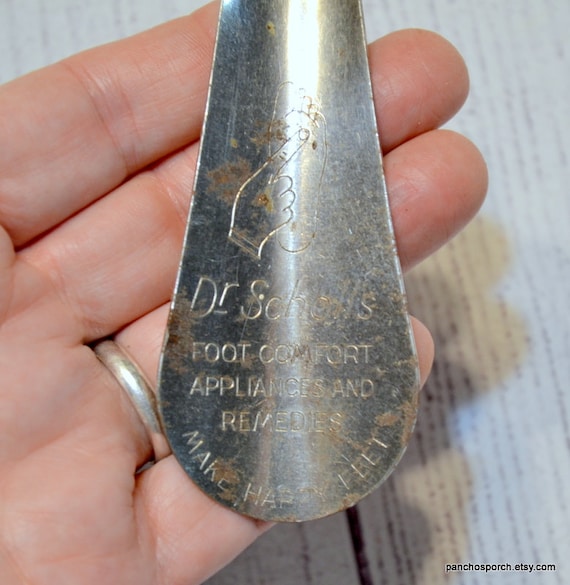 Dr Scholl's
FOOT COMFORT
APPLIANCES AND
REMEDIES
MAKE HAPPY FEET
panchosporch.etsy.com